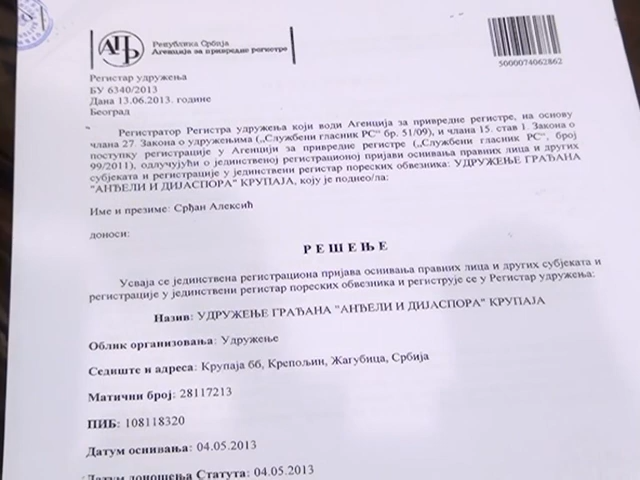 АПР
Република Србија
Агенција за привредне регистре
5000074062862
Регистар удружења
БУ 6340/2013
Дана 13.06.2013. године
Београд
Регистратор Регистра удружења који води Агенција за привредне регистре, на основу
члана 27. Закона о удружењима („Службени гласник РС" бр. 51/09), и члана 15. став 1. Закона о
поступку регистрације у Агенцији за привредне регистре („Службени гласник РС", број
99/2011), одлучујући о јединственој регистрационој пријави оснивања правних лица и других
субјеката и регистрације у јединствени регистар пореских обвезника: УДРУЖЕЊЕ ГРАЂАНА
"АНЂЕЛИ И ДИЈАСПОРА" КРУПАЈА, коју је поднео/ла:
Име и презиме: Срђан Алексић
доноси:
РЕШЕЊЕ
Усваја се јединствена регистрациона пријава оснивања правних лица и других субјеката и
регистрације у јединствени регистар пореских обвезника и региструје се у Регистар удружења:
Назив: УДРУЖЕЊЕ ГРАЂАНА "АНЂЕЛИ И ДИЈАСПОРА" КРУПАЈА
Облик организовања: Удружење
Седиште и адреса: Крупаја бб, Крепољин, Жагубица, Србија
Матични број: 28117213
ПИБ: 108118320
Датум оснивања: 04.05.2013
Датум доношења Статута: 04.05.2013